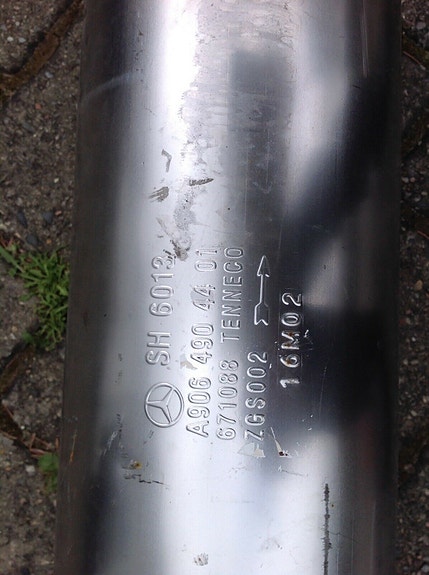 SH 6013
A906 490 44 01
671088 TENNECO
ZGS002
16M02